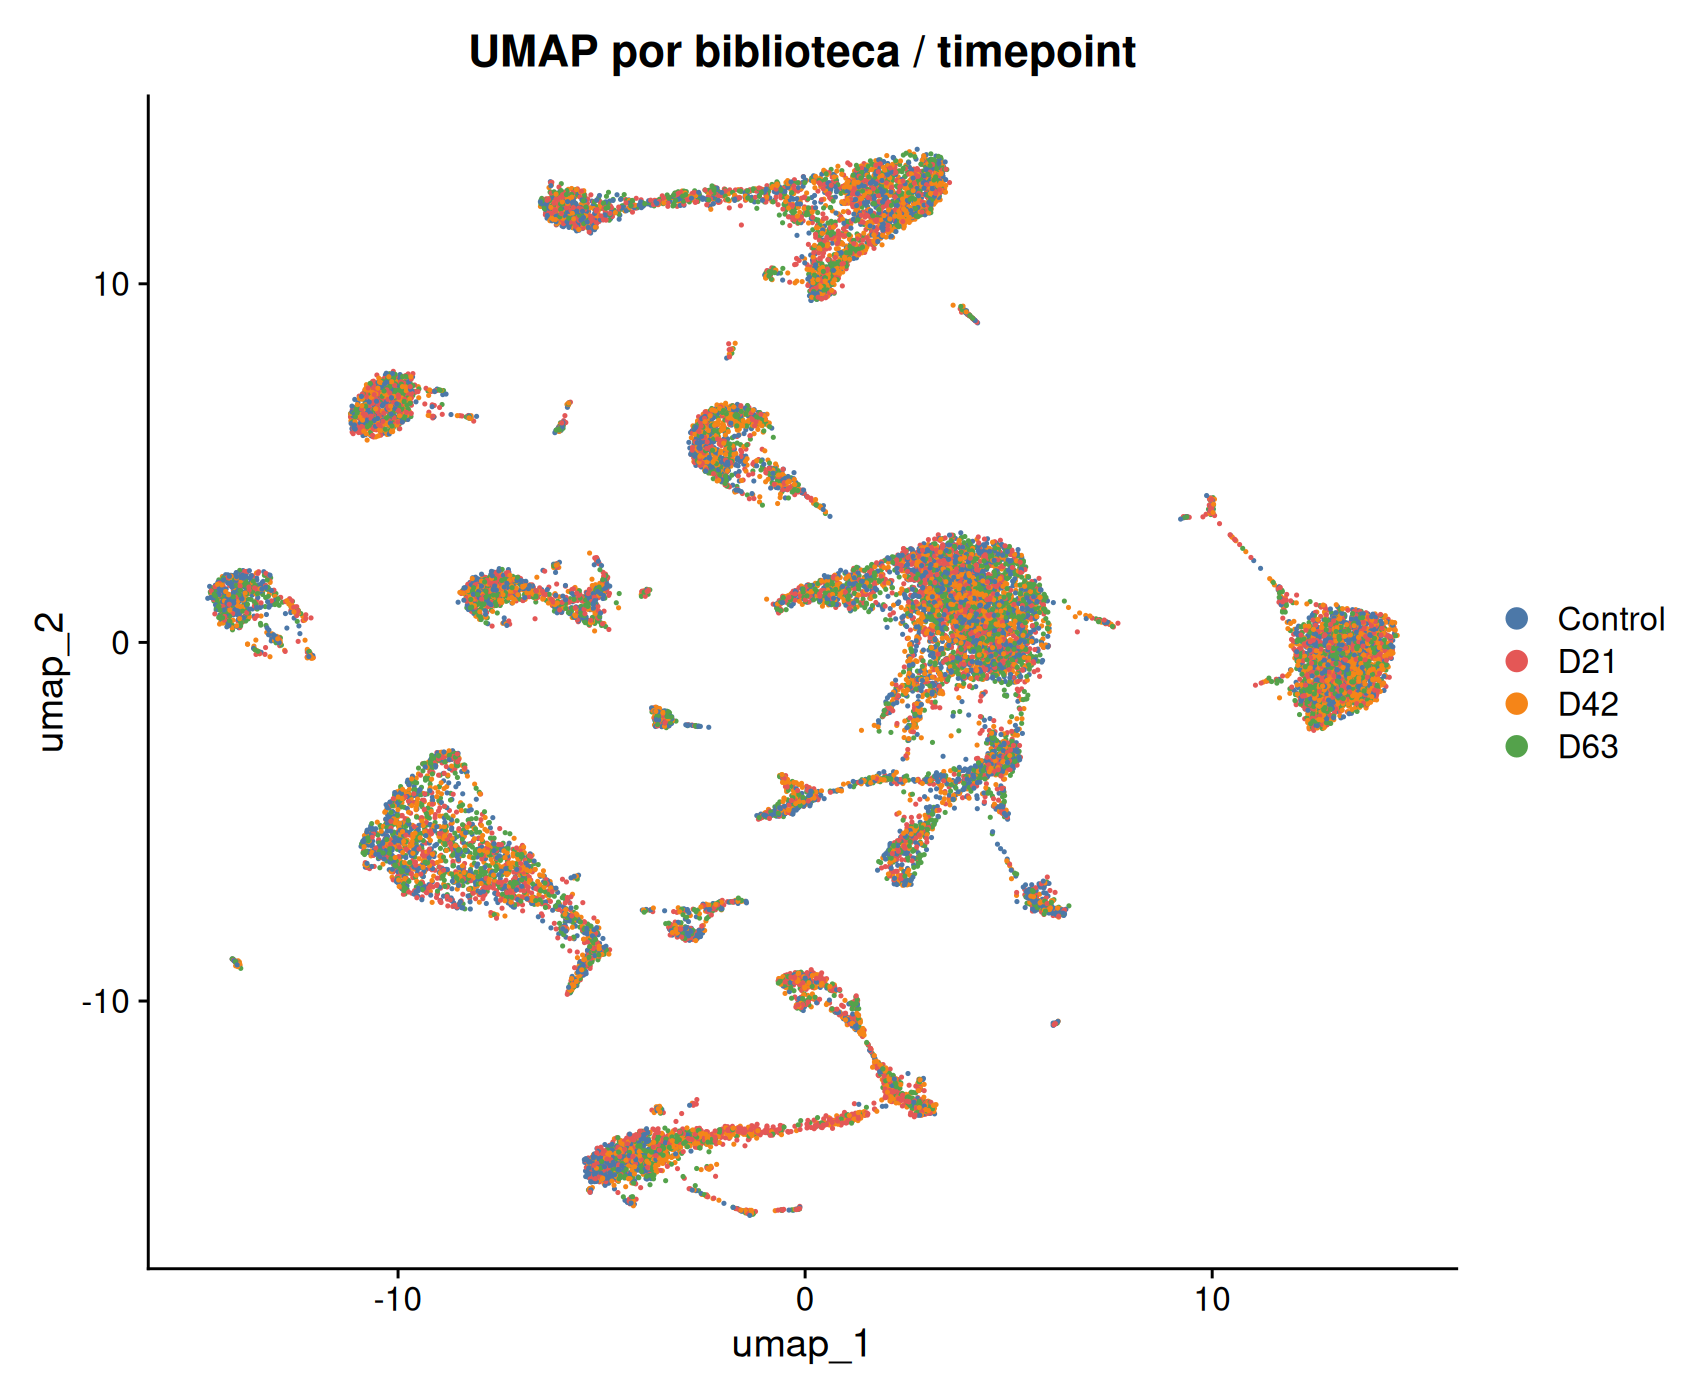 UMAP por biblioteca / timepoint
umap_2
10
0
-10
-10
0
10
umap_1
Control
D21
D42
D63